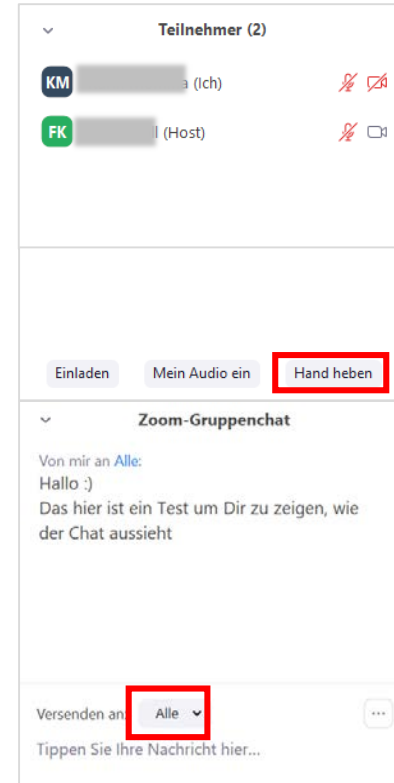 Teilnehmer (2)
KM a (Ich)
FK (Host)
Einladen Mein Audio ein Hand heben
Zoom-Gruppenchat
Von mir an Alle:
Hallo :)
Das hier ist ein Test um Dir zu zeigen, wie
der Chat aussieht
Versenden an: Alle
Tippen Sie Ihre Nachricht hier...